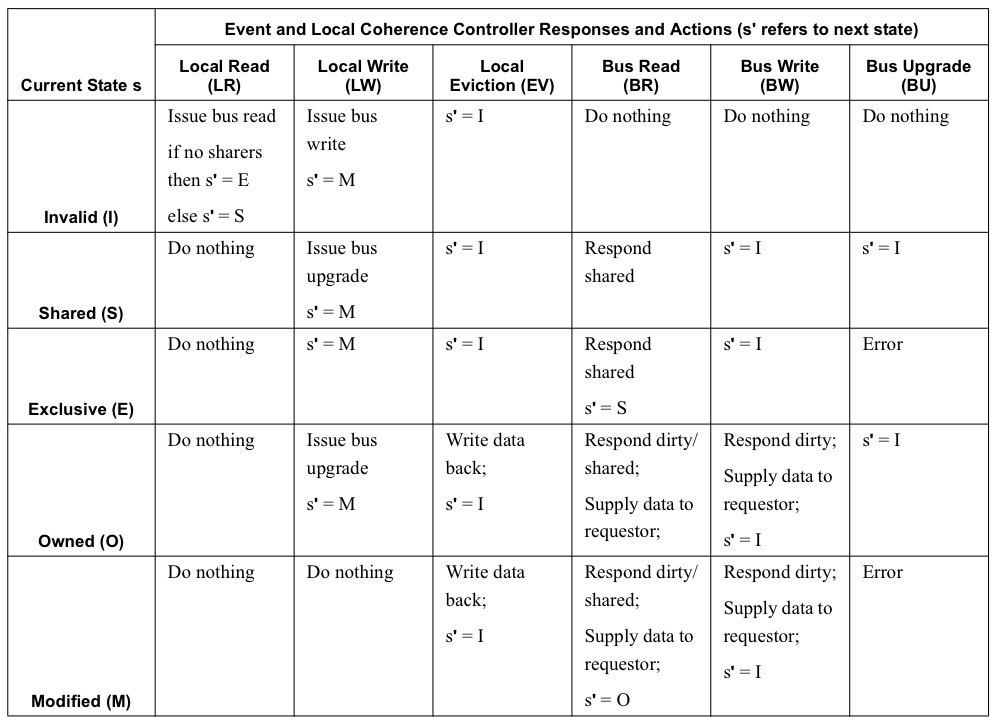 Event and Local Coherence Controller Responses and Actions (s' refers to next state)
Current State s
Local Read
(LR)
Local Write
(LW)
Local
Eviction (EV)
Bus Read
(BR)
Bus Write
(BW)
Bus Upgrade
(BU)
Invalid (I)
Issue bus read
if no sharers
then s' = E
else s' = S
Issue bus
write
s' = M
s' = I
Do nothing
Do nothing
Do nothing
Shared (S)
Do nothing
Issue bus
upgrade
s' = M
s' = I
Respond
shared
s' = I
s' = I
Exclusive (E)
Do nothing
s' = M
s' = I
Respond
shared
s' = S
s' = I
Error
Owned (O)
Do nothing
Issue bus
upgrade
s' = M
Write data
back;
s' = I
Respond dirty/
shared;
Supply data to
requestor;
Respond dirty;
Supply data to
requestor;
s' = I
s' = I
Modified (M)
Do nothing
Do nothing
Write data
back;
s' = I
Respond dirty/
shared;
Supply data to
requestor;
s' = O
Respond dirty;
Supply data to
requestor;
s' = I
Error